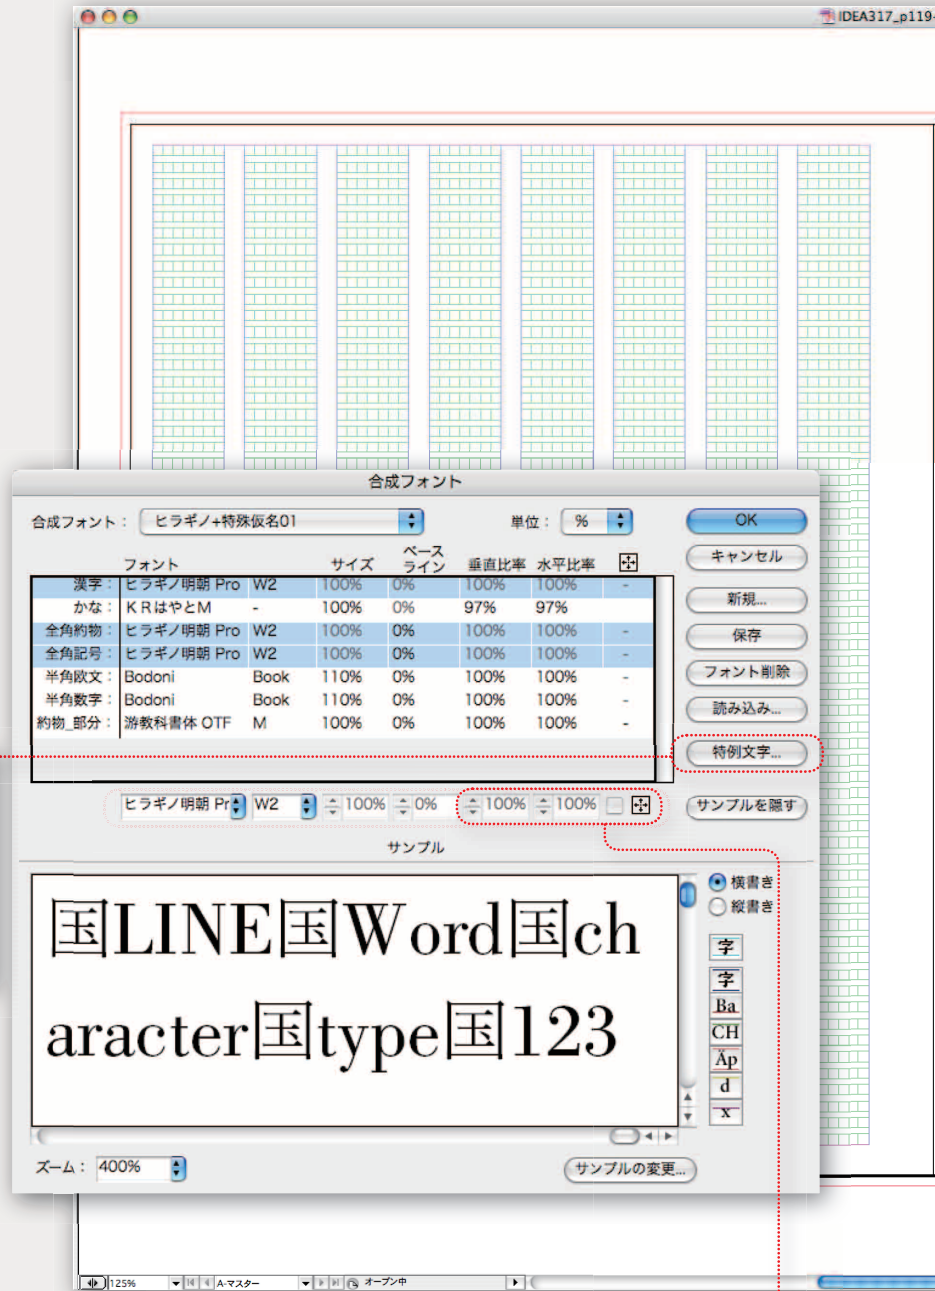 IDEA317_p119-
合成フォント
合成フォント： ヒラギノ+特殊仮名01 単位： % OK
キャンセル
フォント サイズ ベースライン 垂直比率 水平比率
漢字： ヒラギノ明朝 Pro W2 100% 0% 100% 100% -
かな： KRはやとM - 100% 0% 97% 97%
全角約物： ヒラギノ明朝 Pro W2 100% 0% 100% 100% -
全角記号： ヒラギノ明朝 Pro W2 100% 0% 100% 100% -
半角欧文： Bodoni Book 110% 0% 100% 100% -
半角数字： Bodoni Book 110% 0% 100% 100% -
約物_部分： 游教科書体 OTF M 100% 0% 100% 100% -
新規...
保存
フォント削除
読み込み...
特例文字...
ヒラギノ明朝 Pr W2 100% 0% 100% 100% サンプルを隠す
サンプル
国LINE国Word国ch
aracter国type国123
横書き
縦書き
字
字
Ba
CH
Äp
d
x
ズーム： 400% サンプルの変更...
125% A-マスター オープン中